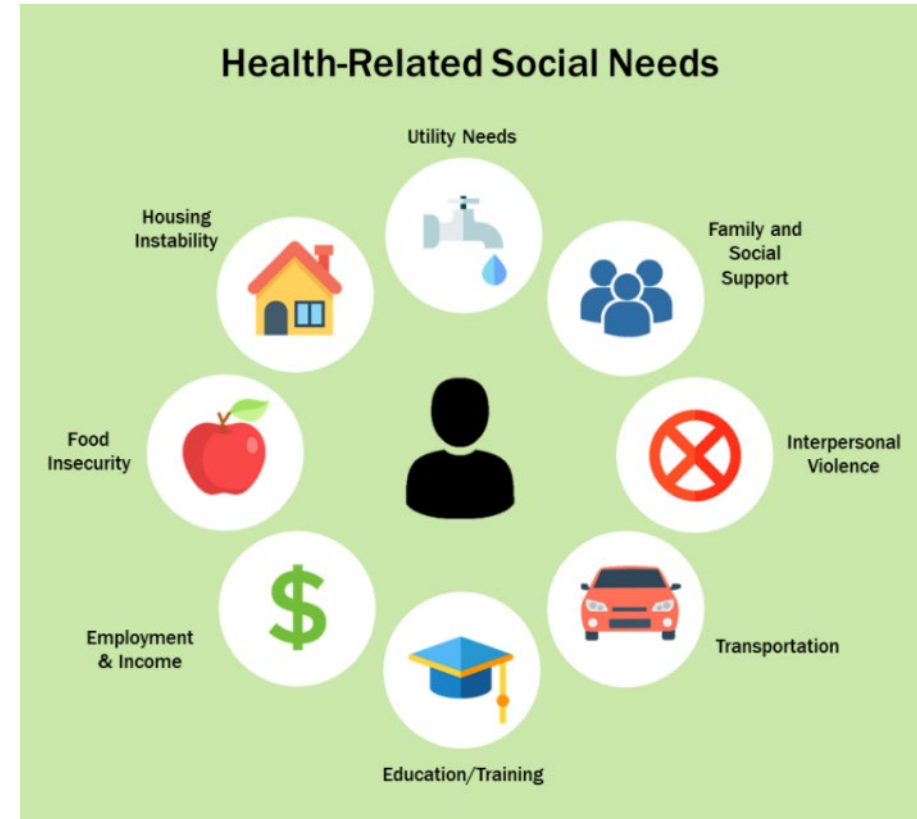 Health-Related Social Needs
Utility Needs
Housing
Instability
Family and
Social
Support
Food
Insecurity
Interpersonal
Violence
Employment
& Income
Transportation
Education/Training